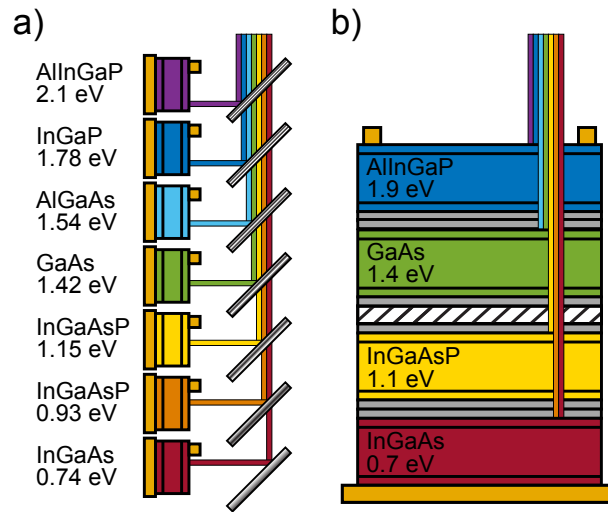 a)
AlInGaP
2.1 eV
InGaP
1.78 eV
AlGaAs
1.54 eV
GaAs
1.42 eV
InGaAsP
1.15 eV
InGaAsP
0.93 eV
InGaAs
0.74 eV
b)
AlInGaP
1.9 eV
GaAs
1.4 eV
InGaAsP
1.1 eV
InGaAs
0.7 eV